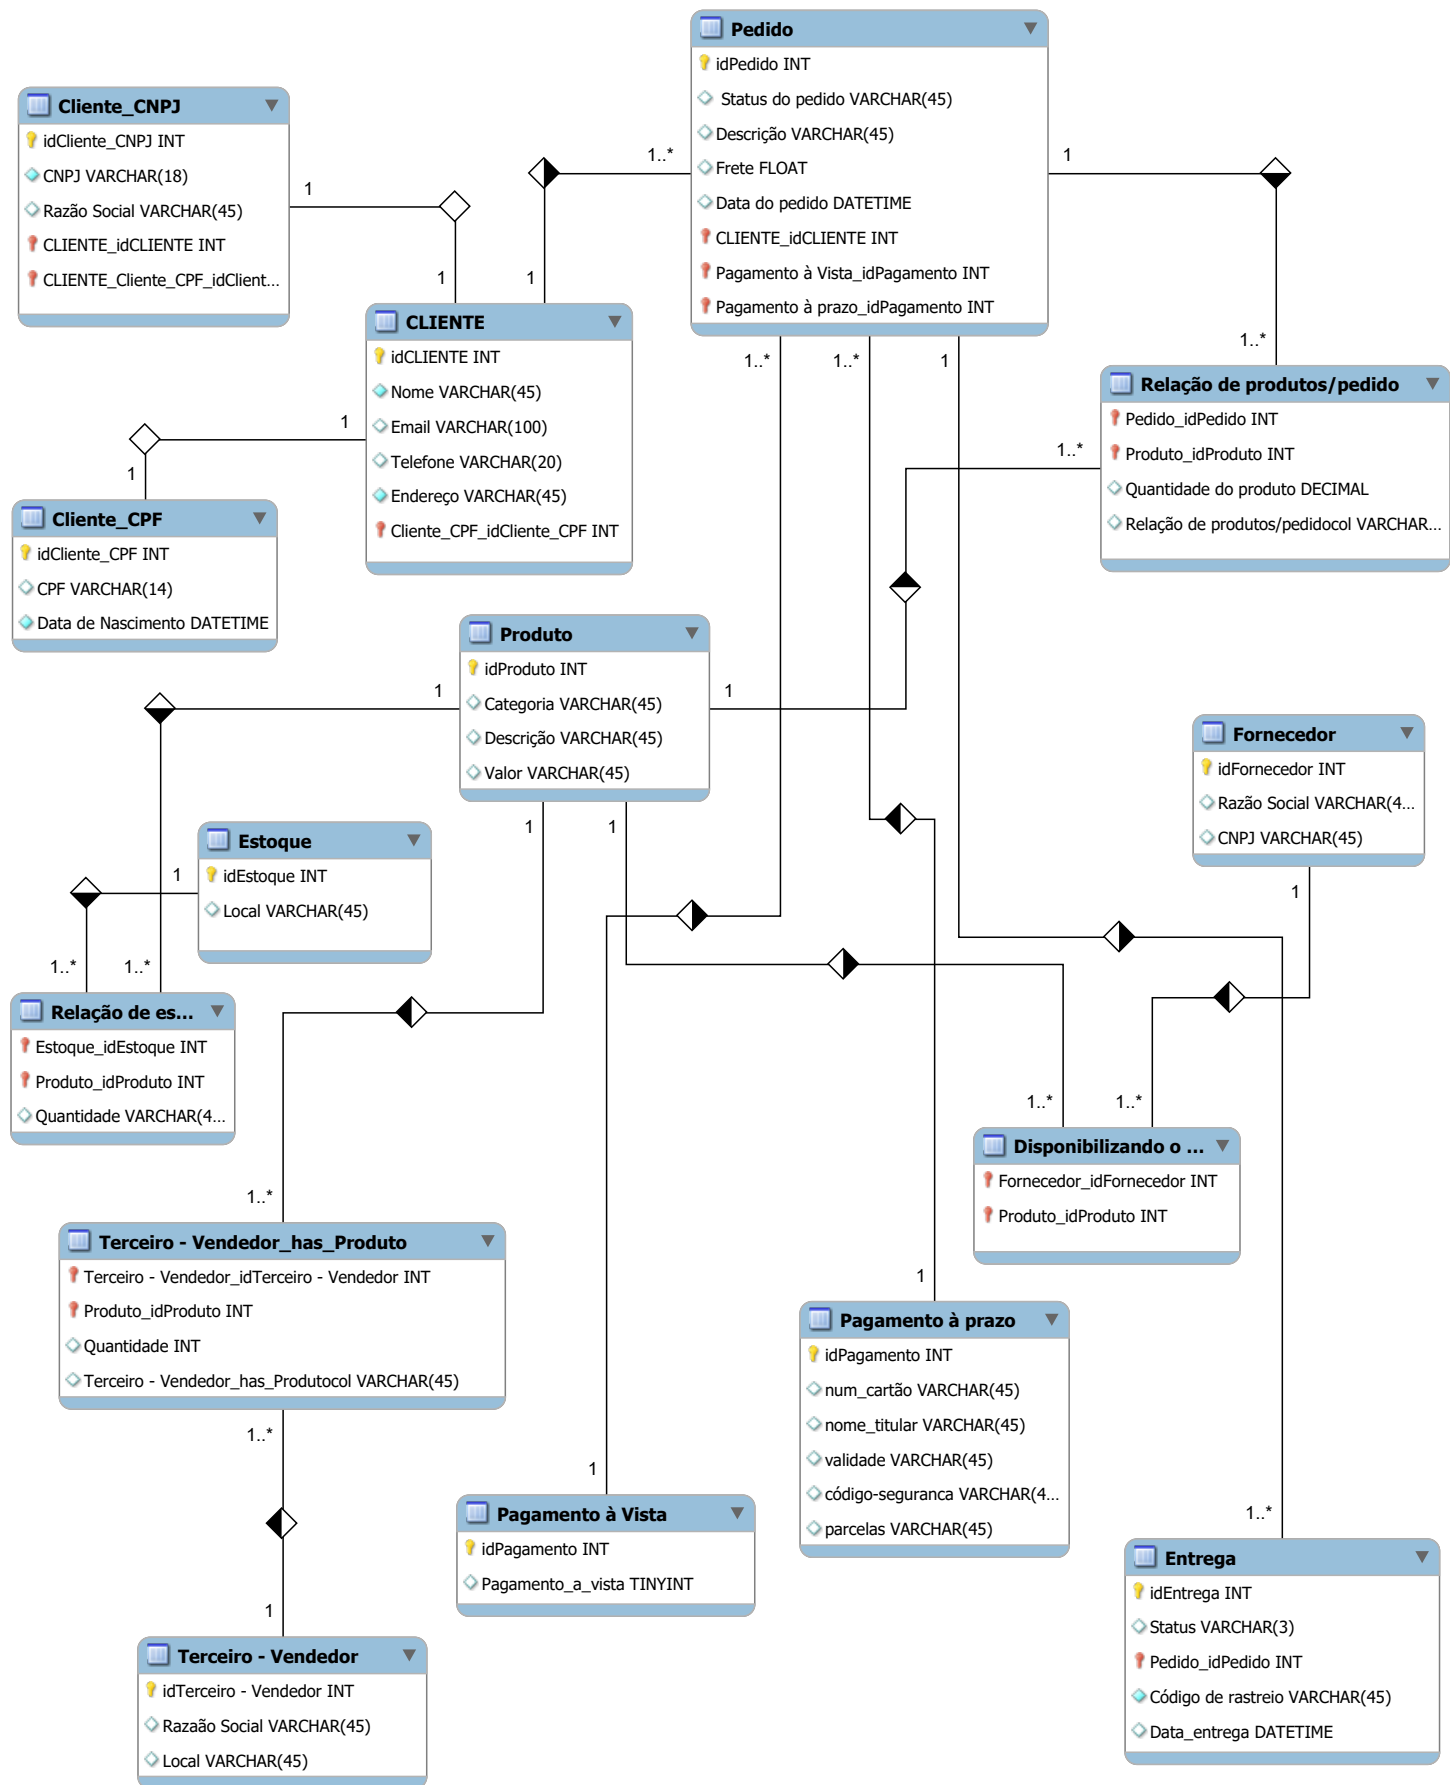 Pedido
idPedido INT
Status do pedido VARCHAR(45)
Descrição VARCHAR(45)
Frete FLOAT
Data do pedido DATETIME
CLIENTE_idCLIENTE INT
Pagamento à Vista_idPagamento INT
Pagamento à prazo_idPagamento INT
Cliente_CNPJ
idCliente_CNPJ INT
CNPJ VARCHAR(18)
Razão Social VARCHAR(45)
CLIENTE_idCLIENTE INT
CLIENTE_Cliente_CPF_idClient...
1
1
1
1..*
1
1..*
CLIENTE
idCLIENTE INT
Nome VARCHAR(45)
Email VARCHAR(100)
Telefone VARCHAR(20)
Endereço VARCHAR(45)
Cliente_CPF_idCliente_CPF INT
1
1
1..*
1..*
1
Relação de produtos/pedido
Pedido_idPedido INT
Produto_idProduto INT
Quantidade do produto DECIMAL
Relação de produtos/pedidocol VARCHAR...
1..*
Cliente_CPF
idCliente_CPF INT
CPF VARCHAR(14)
Data de Nascimento DATETIME
Produto
idProduto INT
Categoria VARCHAR(45)
Descrição VARCHAR(45)
Valor VARCHAR(45)
1
1
1
1
Fornecedor
idFornecedor INT
Razão Social VARCHAR(4...
CNPJ VARCHAR(45)
1
Estoque
idEstoque INT
Local VARCHAR(45)
1
1..*
1..*
Relação de es...
Estoque_idEstoque INT
Produto_idProduto INT
Quantidade VARCHAR(4...
1..*
1..*
Disponibilizando o ...
Fornecedor_idFornecedor INT
Produto_idProduto INT
1..*
Terceiro - Vendedor_has_Produto
Terceiro - Vendedor_idTerceiro - Vendedor INT
Produto_idProduto INT
Quantidade INT
Terceiro - Vendedor_has_Produtocol VARCHAR(45)
1..*
1
Pagamento à prazo
idPagamento INT
num_cartão VARCHAR(45)
nome_titular VARCHAR(45)
validade VARCHAR(45)
código-seguranca VARCHAR(4...
parcelas VARCHAR(45)
1
Pagamento à Vista
idPagamento INT
Pagamento_a_vista TINYINT
1..*
Entrega
idEntrega INT
Status VARCHAR(3)
Pedido_idPedido INT
Código de rastreio VARCHAR(45)
Data_entrega DATETIME
1
Terceiro - Vendedor
idTerceiro - Vendedor INT
Razaão Social VARCHAR(45)
Local VARCHAR(45)